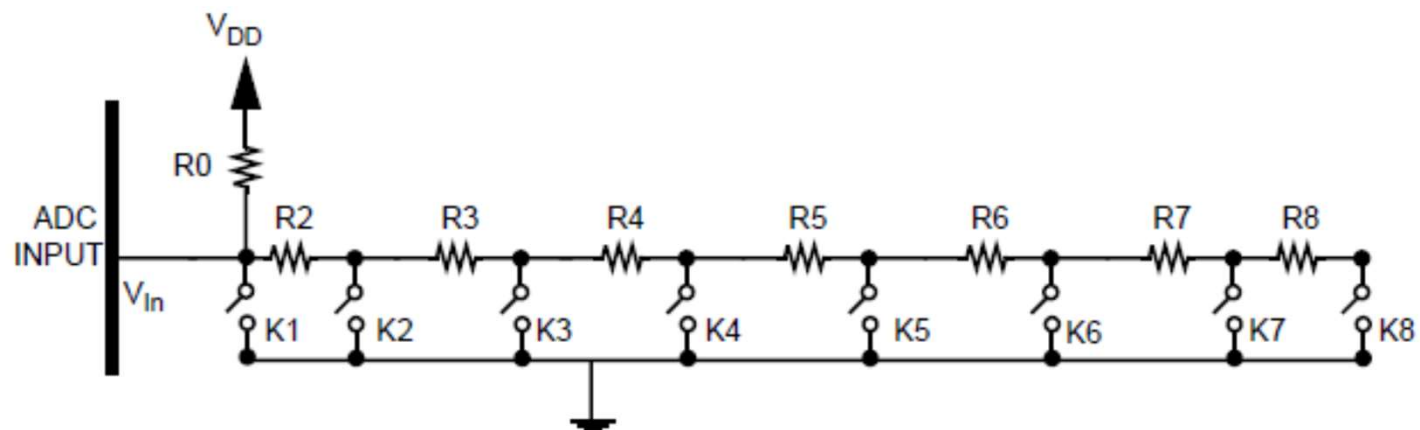 VDD
R0
ADC
INPUT
R2 R3 R4 R5 R6 R7 R8
VIn
K1 K2 K3 K4 K5 K6 K7 K8